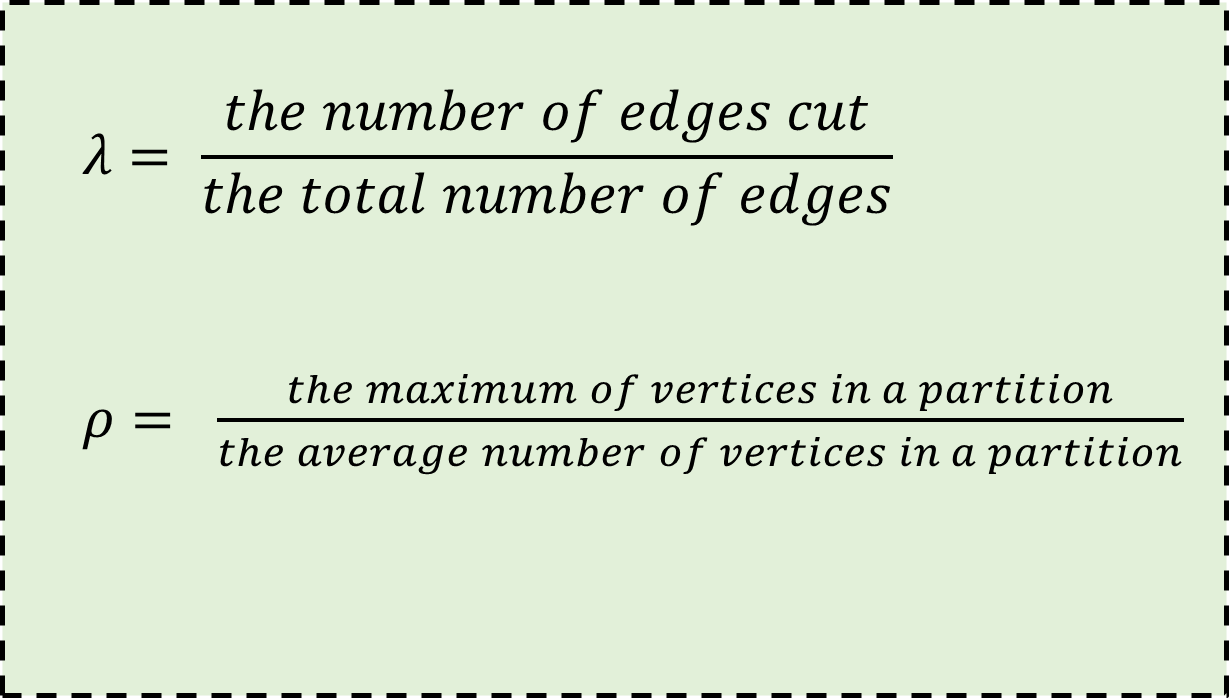 the number of edges cut
λ =
the total number of edges
the maximum of vertices in a partition
ρ =
the average number of vertices in a partition